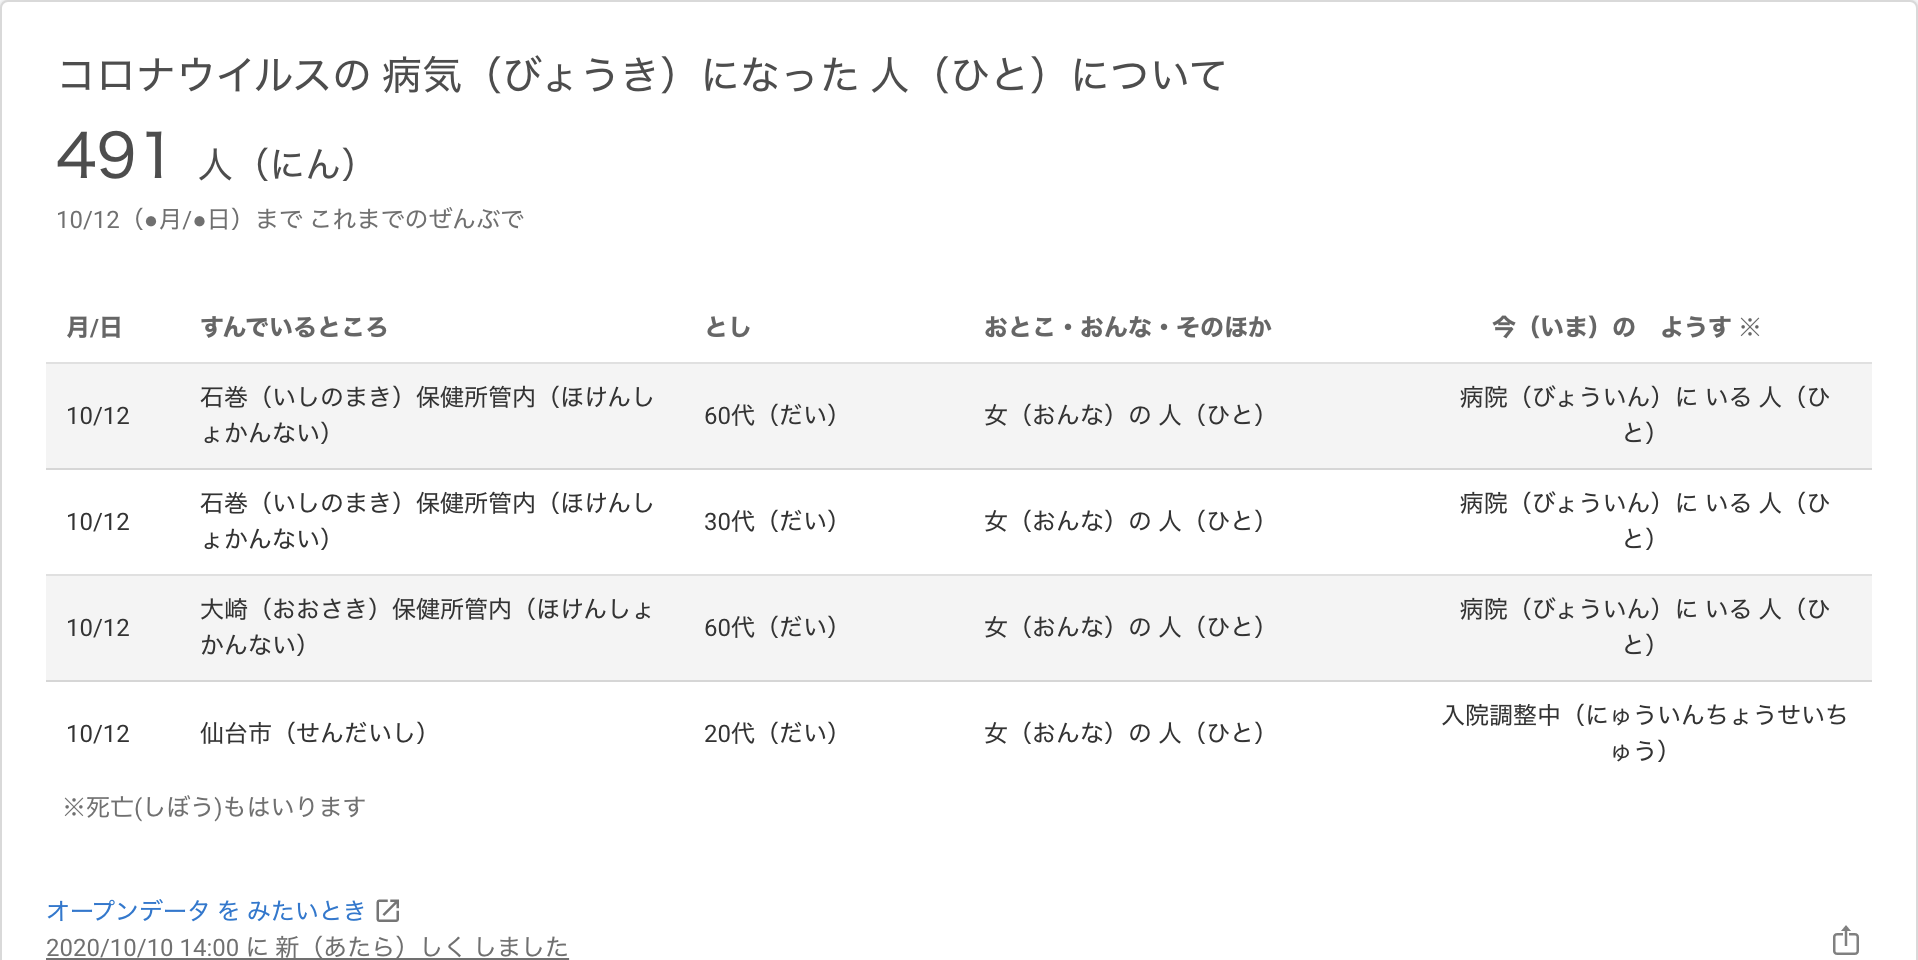 コロナウイルスの 病気（びょうき）になった 人（ひと）について
491 人（にん）
10/12（●月/●日）まで これまでのぜんぶで
月/日 すんでいるところ とし おとこ・おんな・そのほか 今（いま）の　ようす ※
10/12 石巻（いしのまき）保健所管内（ほけんし
ょかんない） 60代（だい） 女（おんな）の 人（ひと） 病院（びょういん）に いる 人（ひ
と）
10/12 石巻（いしのまき）保健所管内（ほけんし
ょかんない） 30代（だい） 女（おんな）の 人（ひと） 病院（びょういん）に いる 人（ひ
と）
10/12 大崎（おおさき）保健所管内（ほけんしょ
かんない） 60代（だい） 女（おんな）の 人（ひと） 病院（びょういん）に いる 人（ひ
と）
10/12 仙台市（せんだいし） 20代（だい） 女（おんな）の 人（ひと） 入院調整中（にゅういんちょうせいち
ゅう）
※死亡(しぼう)もはいります
オープンデータ を みたいとき
2020/10/10 14:00 に 新（あたら）しく しました